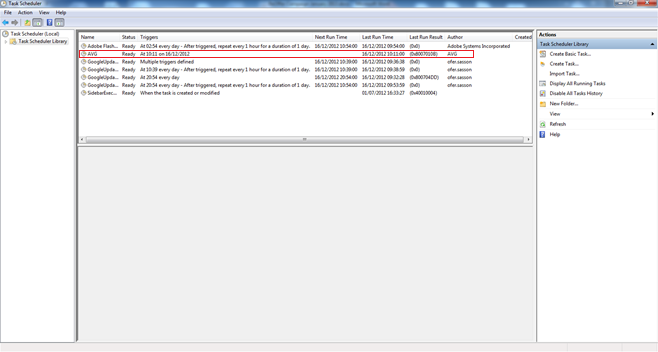 Task Scheduler
File Action View Help
Task Scheduler (Local)
Task Scheduler Library
Name Status Triggers Next Run Time Last Run Time Last Run Result Author Created
Adobe Flash... Ready At 02:54 every day - After triggered, repeat every 1 hour for a duration of 1 day. 16/12/2012 10:54:00 16/12/2012 09:54:00 (0x0) Adobe Systems Incorporated
AVG Ready At 10:11 on 16/12/2012 16/12/2012 10:11:00 (0x8007010B) AVG
GoogleUpda... Ready Multiple triggers defined 16/12/2012 10:39:00 16/12/2012 09:36:38 (0x0) ofer.sasson
GoogleUpda... Ready At 10:39 every day - After triggered, repeat every 1 hour for a duration of 1 day. 16/12/2012 10:39:00 16/12/2012 09:38:59 (0x0) ofer.sasson
GoogleUpda... Ready At 20:54 every day 16/12/2012 20:54:00 16/12/2012 09:32:28 (0x800704DD) ofer.sasson
GoogleUpda... Ready At 20:54 every day - After triggered, repeat every 1 hour for a duration of 1 day. 16/12/2012 10:54:00 16/12/2012 09:53:59 (0x0) ofer.sasson
SidebarExec... Ready When the task is created or modified 01/07/2012 16:33:27 (0x40010004) ofer.sasson
Actions
Task Scheduler Library
Create Basic Task...
Create Task...
Import Task...
Display All Running Tasks
Disable All Tasks History
New Folder...
View
Refresh
Help